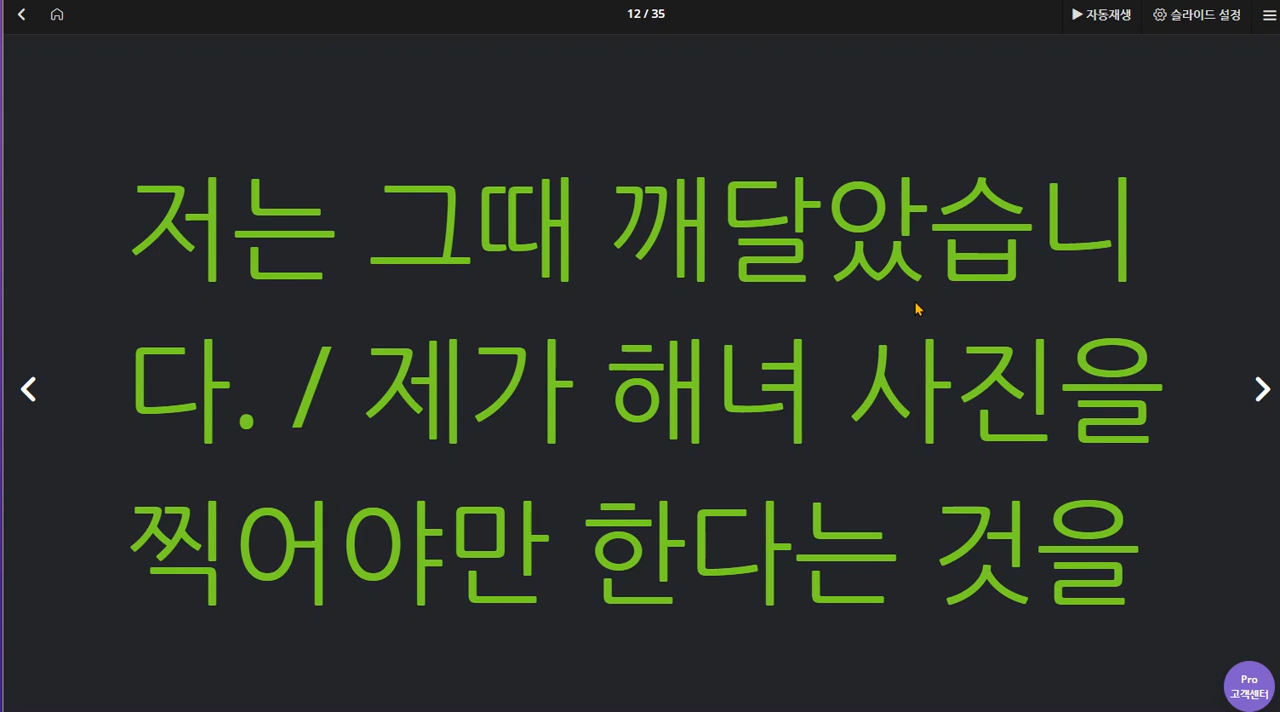 12 / 35
자동재생
슬라이드 설정
저는 그때 깨달았습니
다. / 제가 해녀 사진을
찍어야만 한다는 것을
Pro
고객센터